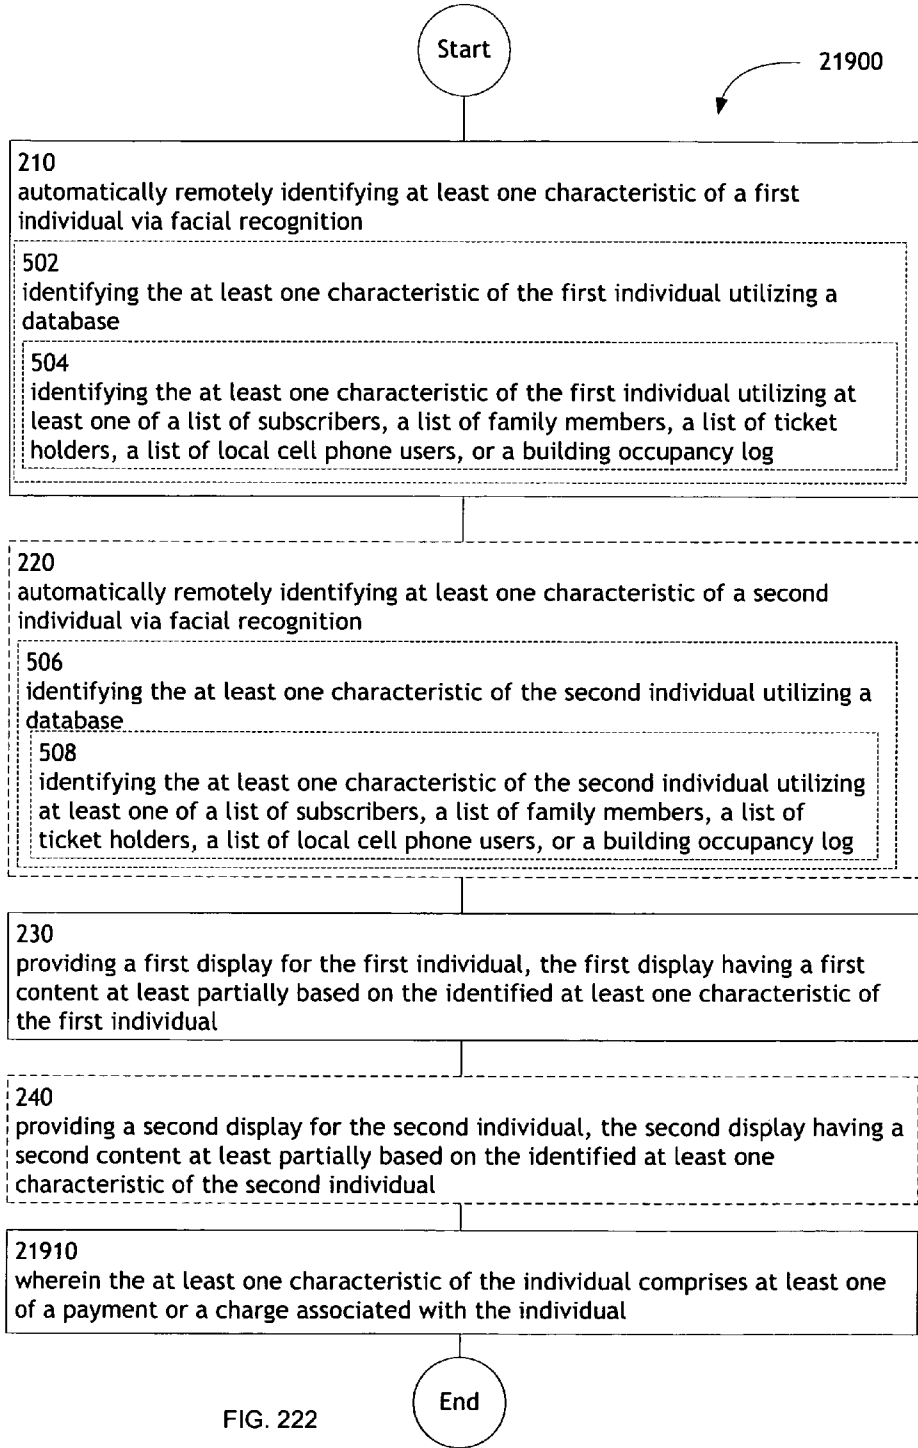 Start
21900
210
automatically remotely identifying at least one characteristic of a first
individual via facial recognition
502
identifying the at least one characteristic of the first individual utilizing a
database
504
identifying the at least one characteristic of the first individual utilizing at
least one of a list of subscribers, a list of family members, a list of ticket
holders, a list of local cell phone users, or a building occupancy log
220
automatically remotely identifying at least one characteristic of a second
individual via facial recognition
506
identifying the at least one characteristic of the second individual utilizing a
database
508
identifying the at least one characteristic of the second individual utilizing
at least one of a list of subscribers, a list of family members, a list of
ticket holders, a list of local cell phone users, or a building occupancy log
230
providing a first display for the first individual, the first display having a first
content at least partially based on the identified at least one characteristic of
the first individual
240
providing a second display for the second individual, the second display having a
second content at least partially based on the identified at least one
characteristic of the second individual
21910
wherein the at least one characteristic of the individual comprises at least one
of a payment or a charge associated with the individual
End
FIG. 222